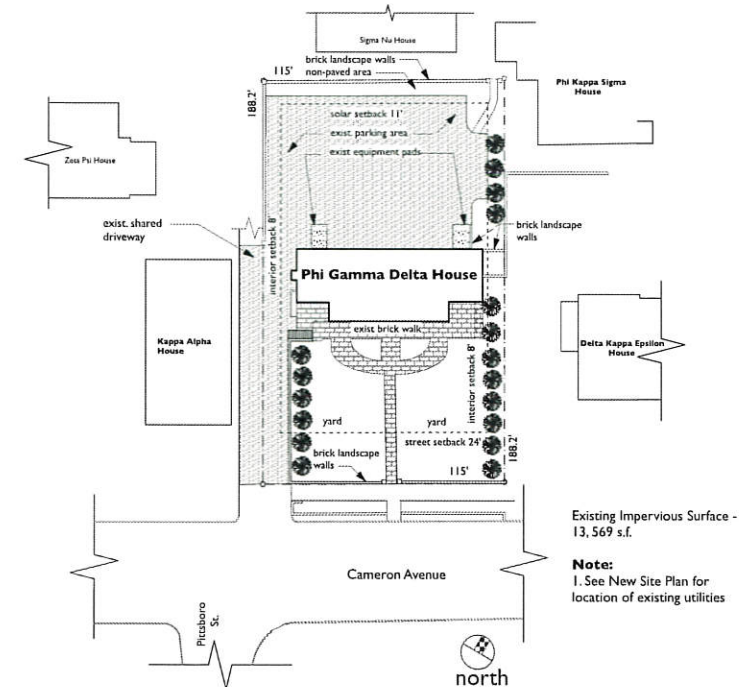 Sigma Nu House
brick landscape walls
non-paved area
115'
188.2'
Phi Kappa Sigma
House
solar setback 11'
exist. parking area
exist equipment pads
Zeta Psi House
exist. shared
driveway
interior setback 8'
brick landscape
walls
Phi Gamma Delta House
exist brick walk
Kappa Alpha
House
Delta Kappa Epsilon
House
interior setback 8'
yard
yard
street setback 24'
188.2'
brick landscape
walls
115'
Existing Impervious Surface -
13, 569 s.f.
Note:
1. See New Site Plan for
location of existing utilities
Cameron Avenue
Pittsboro
St.
north